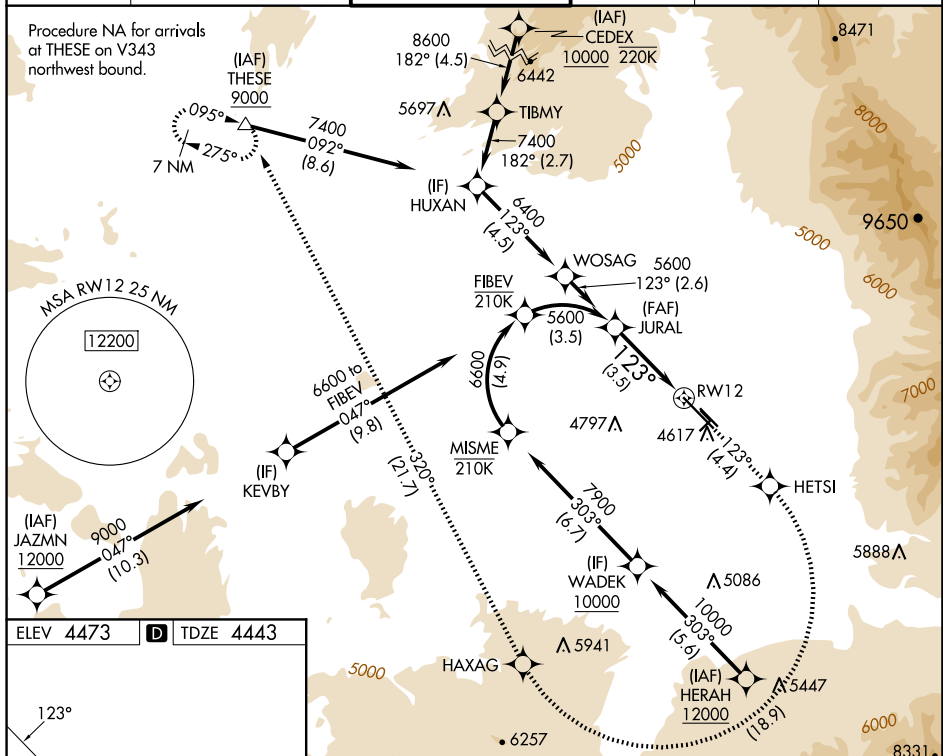 Procedure NA for arrivals
at THESE on V343
northwest bound.
(IAF)
THESE
9000
095°
275°
7 NM
7400
092°
(8.6)
8600
182° (4.5)
(IAF)
CEDEX
10000 220K
6442
5697
TIBMY
7400
182° (2.7)
(IF)
HUXAN
8471
8000
5000
9650
5000
6000
7000
6400
123°
(4.5)
WOSAG
5600
123° (2.6)
FIBEV
210K
5600
(3.5)
(FAF)
JURAL
123°
(3.5)
RW12
MSA RW12 25 NM
12200
6600
(4.9)
6600 to
FIBEV
047°
(9.8)
(IF)
KEVBY
MISME
210K
4797
4617
123°
(4.4)
HETSI
320°
(21.7)
(IAF)
JAZMN
12000
9000
047°
(10.3)
7900
303°
(6.7)
(IF)
WADEK
10000
5888
5086
10000
303°
(5.6)
(IAF)
HERAH
12000
5447
(18.9)
HAXAG
5941
5000
6257
6000
8331
ELEV 4473 D TDZE 4443
123°